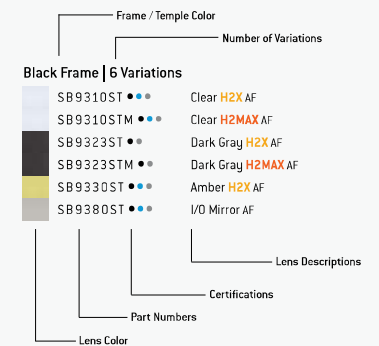 Frame / Temple Color
Number of Variations
Black Frame | 6 Variations
SB9310ST ●●● Clear H2X AF
SB9310STM ●●● Clear H2MAX AF
SB9323ST ●● Dark Gray H2X AF
SB9323STM ●● Dark Gray H2MAX AF
SB9330ST ●●● Amber H2X AF
SB9380ST ●●● I/O Mirror AF
Lens Descriptions
Certifications
Part Numbers
Lens Color